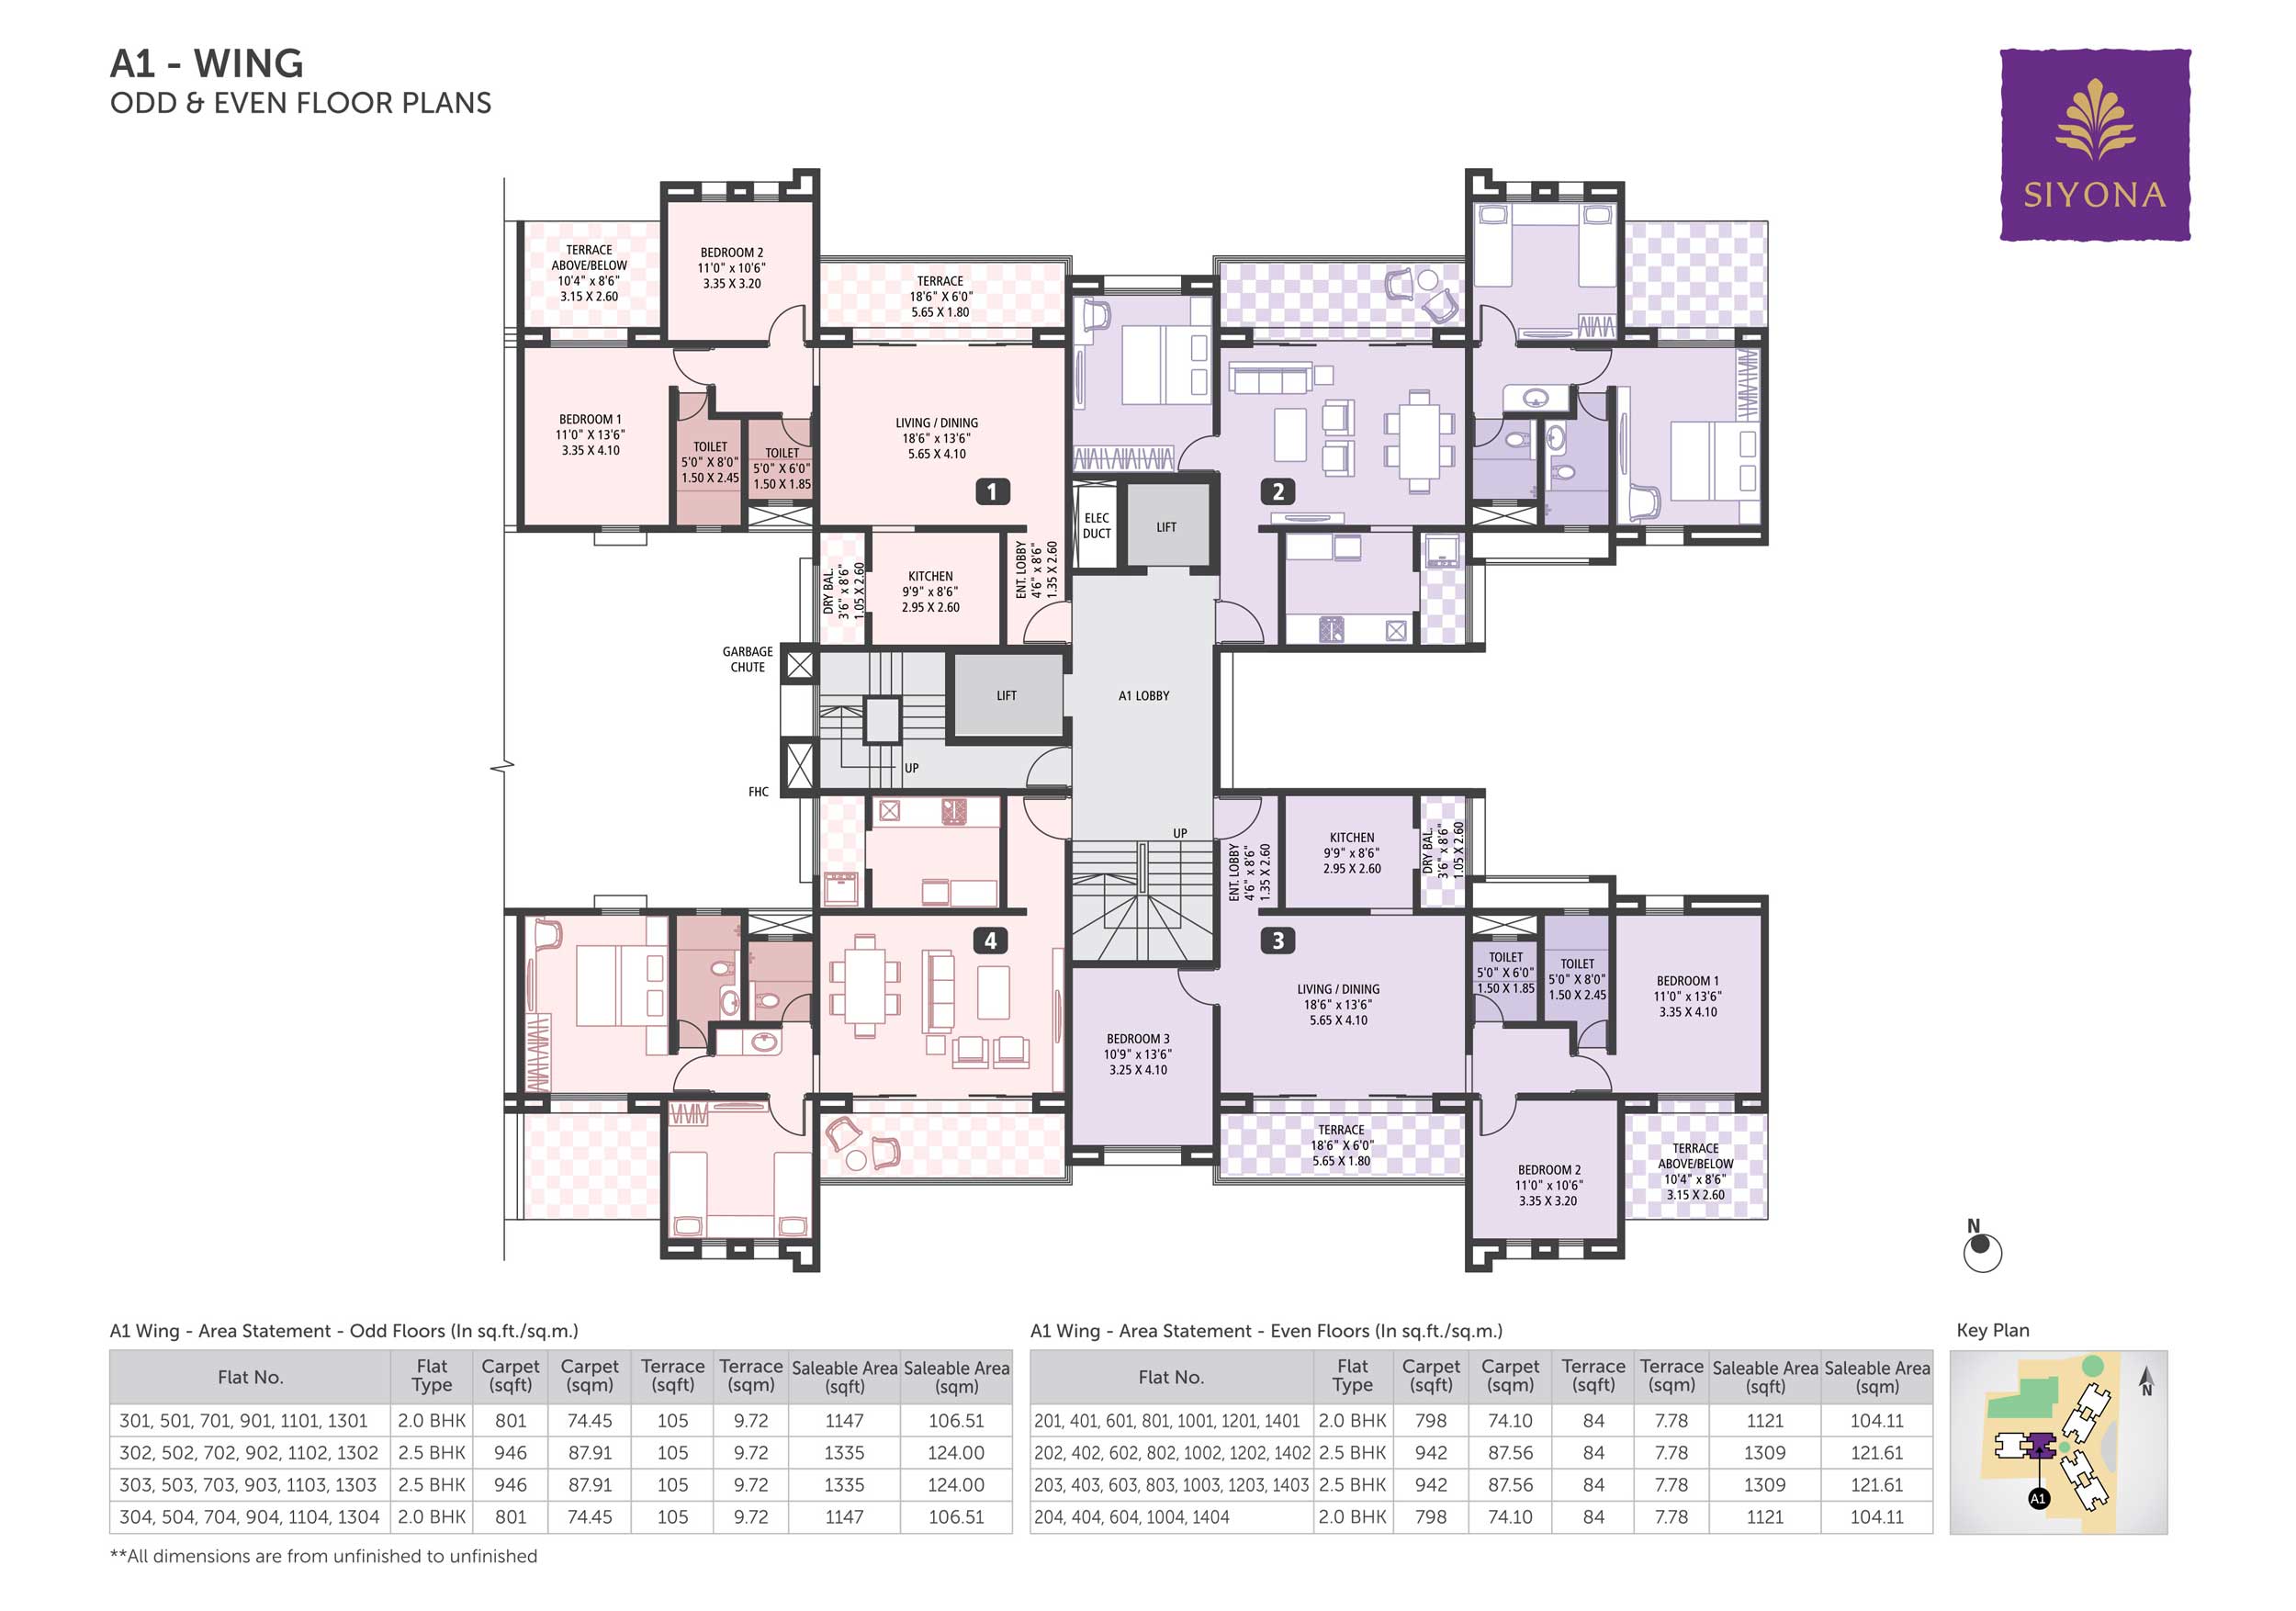 A1 - WING
ODD & EVEN FLOOR PLANS
SIYONA
TERRACE
ABOVE/BELOW
10'4" x 8'6"
3.15 X 2.60
BEDROOM 2
11'0" x 10'6"
3.35 X 3.20
TERRACE
18'6" X 6'0"
5.65 X 1.80
BEDROOM 1
11'0" X 13'6"
3.35 X 4.10
TOILET
5'0" X 8'0"
1.50 X 2.45
TOILET
5'0" X 6'0"
1.50 X 1.85
LIVING / DINING
18'6" x 13'6"
5.65 X 4.10
1
2
ELEC
DUCT
LIFT
DRY BAL.
3'6" x 8'6"
1.05 X 2.60
KITCHEN
9'9" x 8'6"
2.95 X 2.60
ENT. LOBBY
4'6" x 8'6"
1.35 X 2.60
GARBAGE
CHUTE
LIFT
A1 LOBBY
UP
FHC
UP
ENT. LOBBY
4'6" x 8'6"
1.35 X 2.60
KITCHEN
9'9" x 8'6"
2.95 X 2.60
DRY BAL.
3'6" x 8'6"
1.05 X 2.60
4
3
LIVING / DINING
18'6" x 13'6"
5.65 X 4.10
TOILET
5'0" X 6'0"
1.50 X 1.85
TOILET
5'0" X 8'0"
1.50 X 2.45
BEDROOM 1
11'0" x 13'6"
3.35 X 4.10
BEDROOM 3
10'9" x 13'6"
3.25 X 4.10
TERRACE
18'6" X 6'0"
5.65 X 1.80
BEDROOM 2
11'0" x 10'6"
3.35 X 3.20
TERRACE
ABOVE/BELOW
10'4" x 8'6"
3.15 X 2.60
N
A1 Wing - Area Statement - Odd Floors (In sq.ft./sq.m.)
Flat No. Flat Type Carpet (sqft) Carpet (sqm) Terrace (sqft) Terrace (sqm) Saleable Area (sqft) Saleable Area (sqm)
301, 501, 701, 901, 1101, 1301 2.0 BHK 801 74.45 105 9.72 1147 106.51
302, 502, 702, 902, 1102, 1302 2.5 BHK 946 87.91 105 9.72 1335 124.00
303, 503, 703, 903, 1103, 1303 2.5 BHK 946 87.91 105 9.72 1335 124.00
304, 504, 704, 904, 1104, 1304 2.0 BHK 801 74.45 105 9.72 1147 106.51
**All dimensions are from unfinished to unfinished
A1 Wing - Area Statement - Even Floors (In sq.ft./sq.m.)
Flat No. Flat Type Carpet (sqft) Carpet (sqm) Terrace (sqft) Terrace (sqm) Saleable Area (sqft) Saleable Area (sqm)
201, 401, 601, 801, 1001, 1201, 1401 2.0 BHK 798 74.10 84 7.78 1121 104.11
202, 402, 602, 802, 1002, 1202, 1402 2.5 BHK 942 87.56 84 7.78 1309 121.61
203, 403, 603, 803, 1003, 1203, 1403 2.5 BHK 942 87.56 84 7.78 1309 121.61
204, 404, 604, 1004, 1404 2.0 BHK 798 74.10 84 7.78 1121 104.11
Key Plan
N
A1